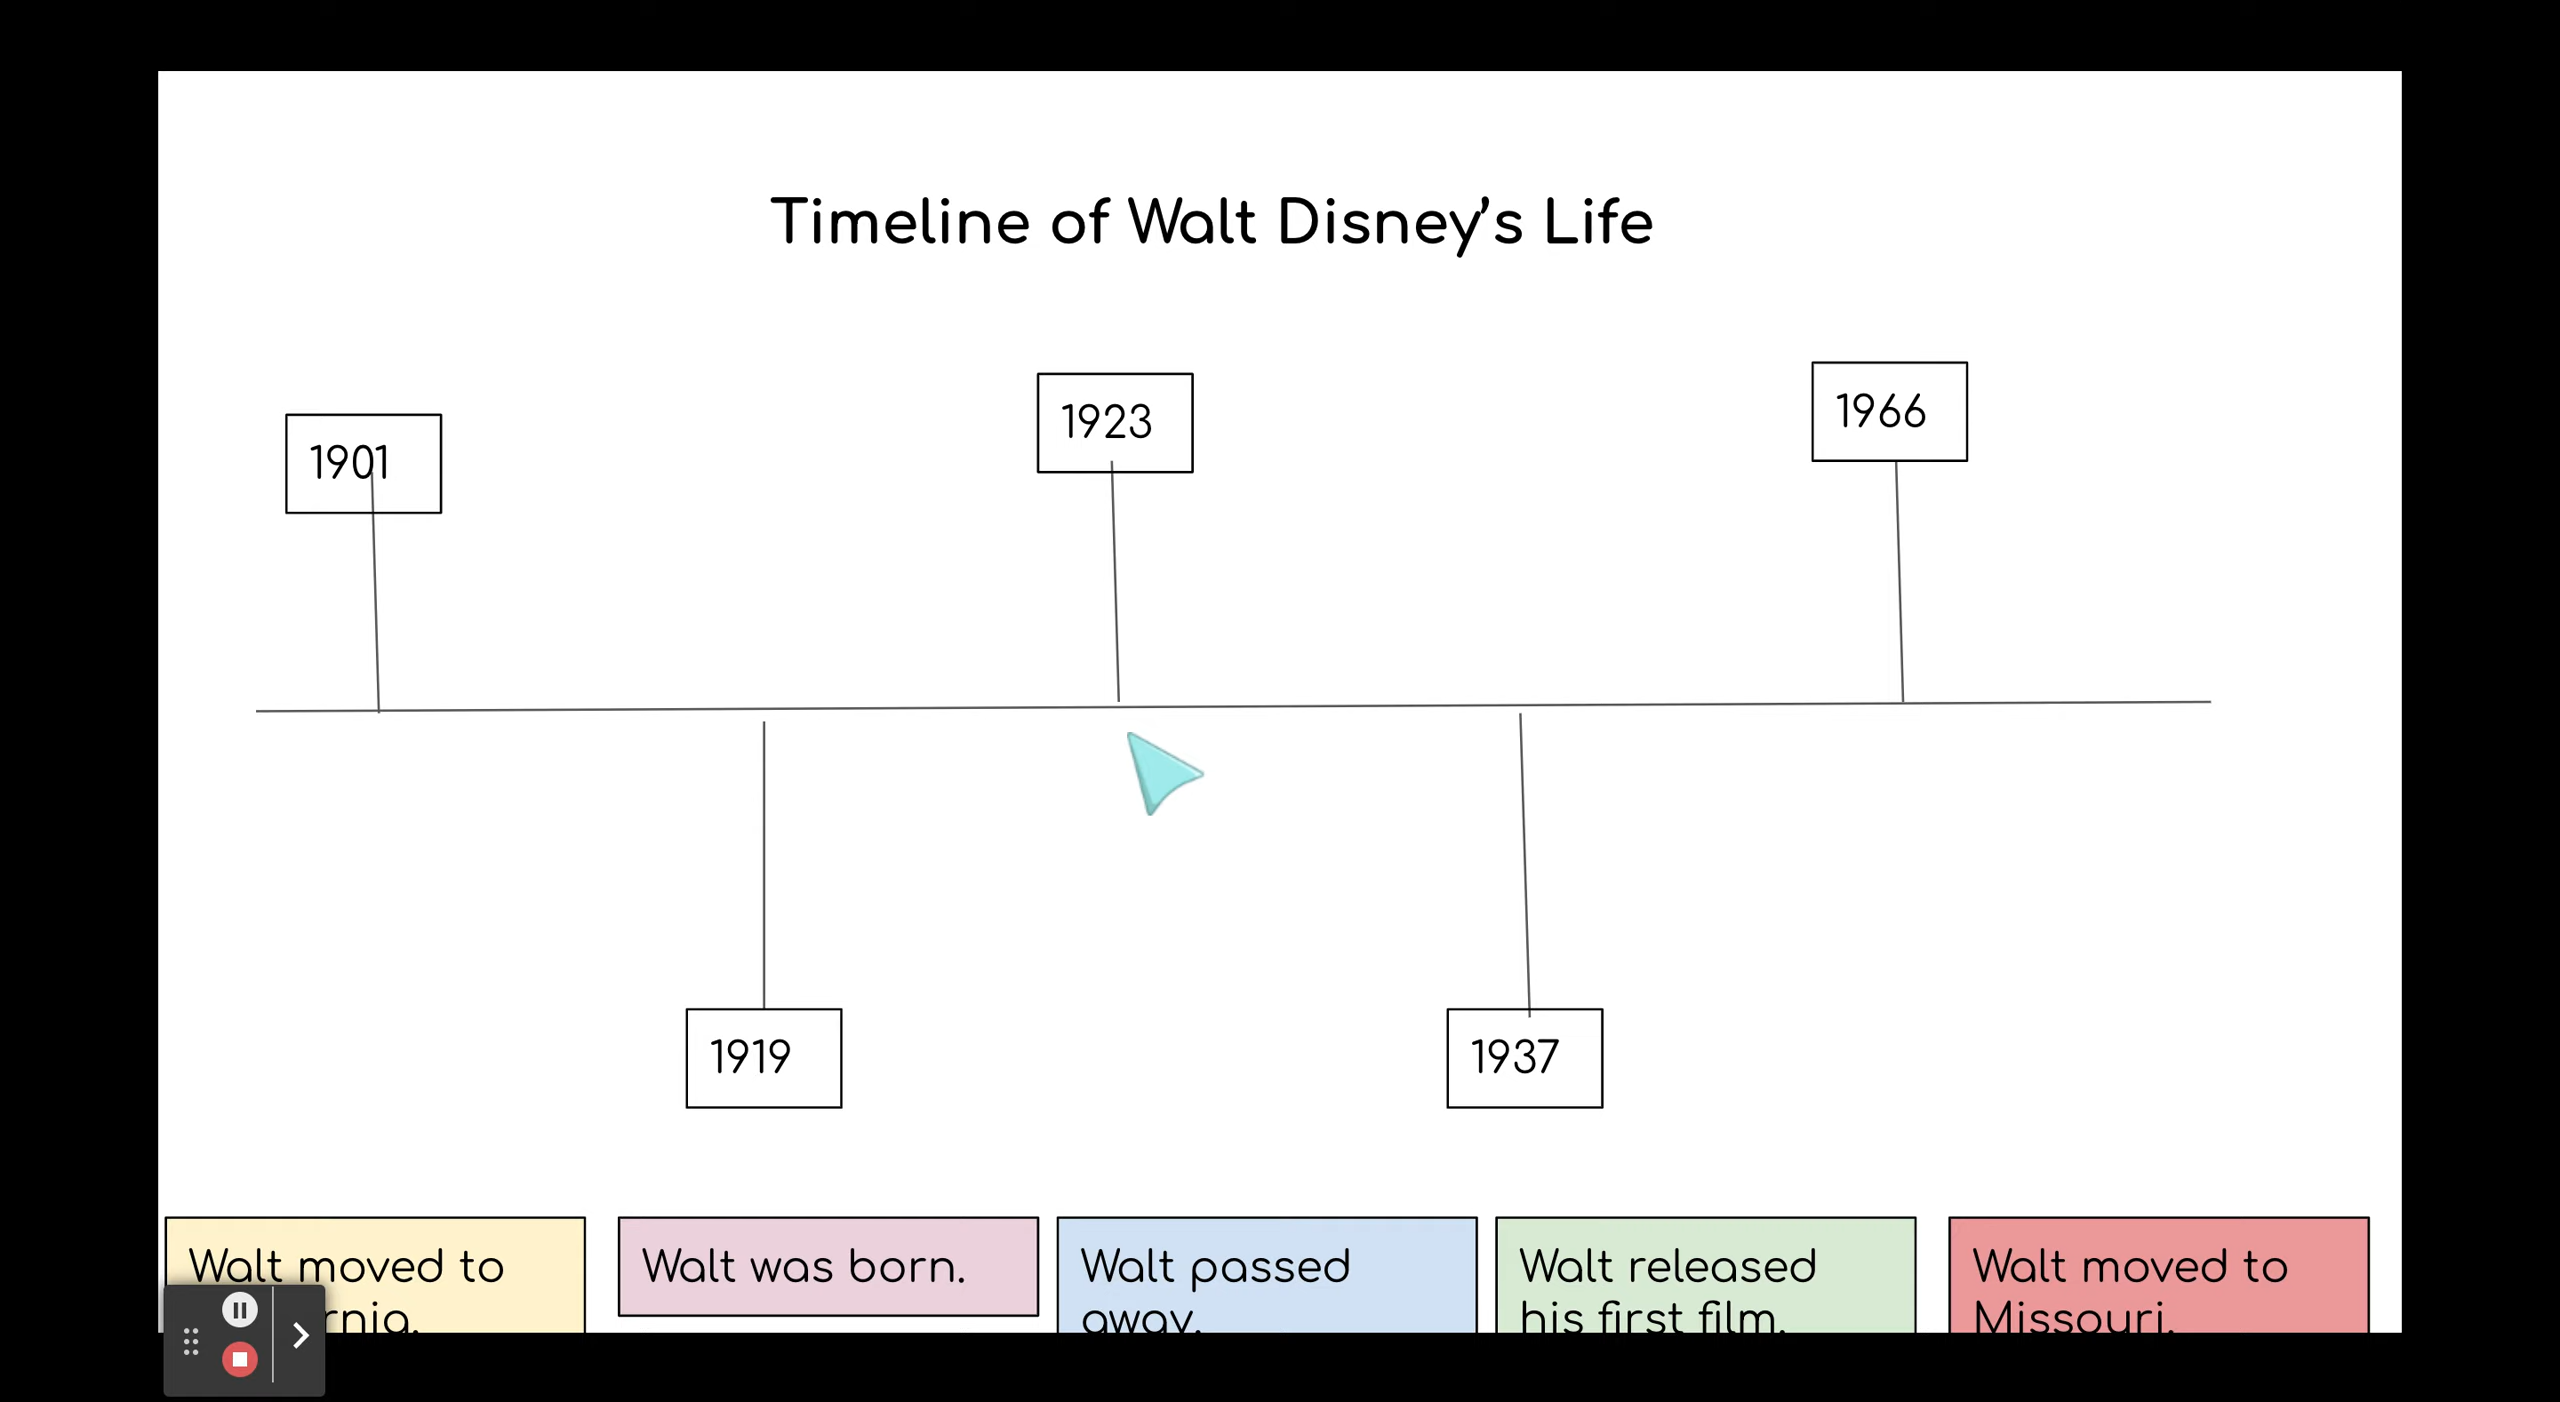 Timeline of Walt Disney’s Life
1901
1923
1966
1919
1937
Walt moved to
Walt was born.
Walt passed
away.
Walt released
his first film.
Walt moved to
Missouri.